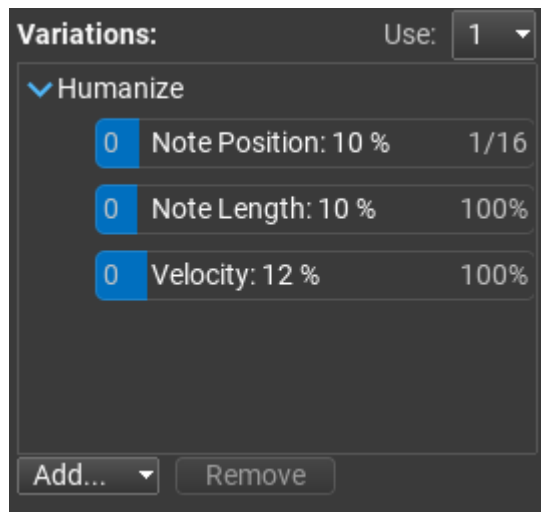 Variations: Use: 1
Humanize
0 Note Position: 10 % 1/16
0 Note Length: 10 % 100%
0 Velocity: 12 % 100%
Add... Remove